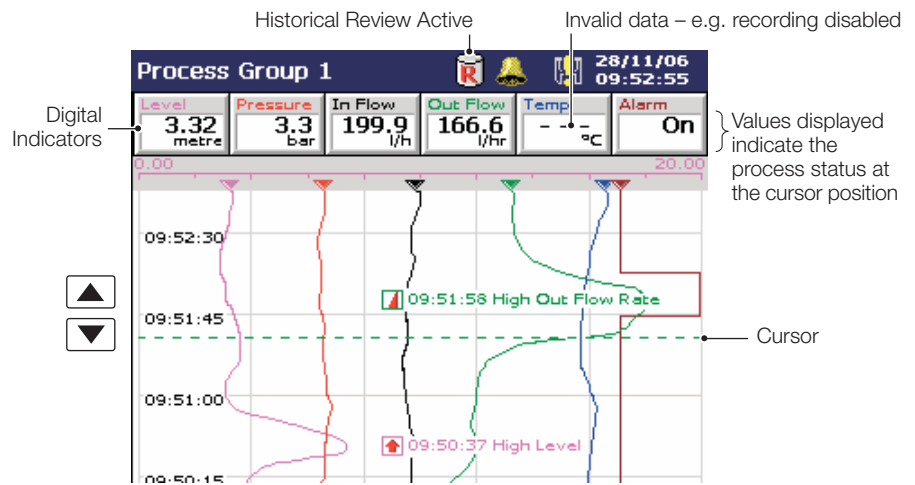 Historical Review Active
Invalid data – e.g. recording disabled
Process Group 1
R
28/11/06
09:52:55
Digital
Indicators
Level
3.32
metre
Pressure
3.3
bar
In Flow
199.9
l/h
Out Flow
166.6
l/hr
Temp
- - -
°C
Alarm
On
Values displayed
indicate the
process status at
the cursor position
0.00
20.00
09:52:30
09:51:58 High Out Flow Rate
09:51:45
Cursor
09:51:00
09:50:37 High Level
09:50:15